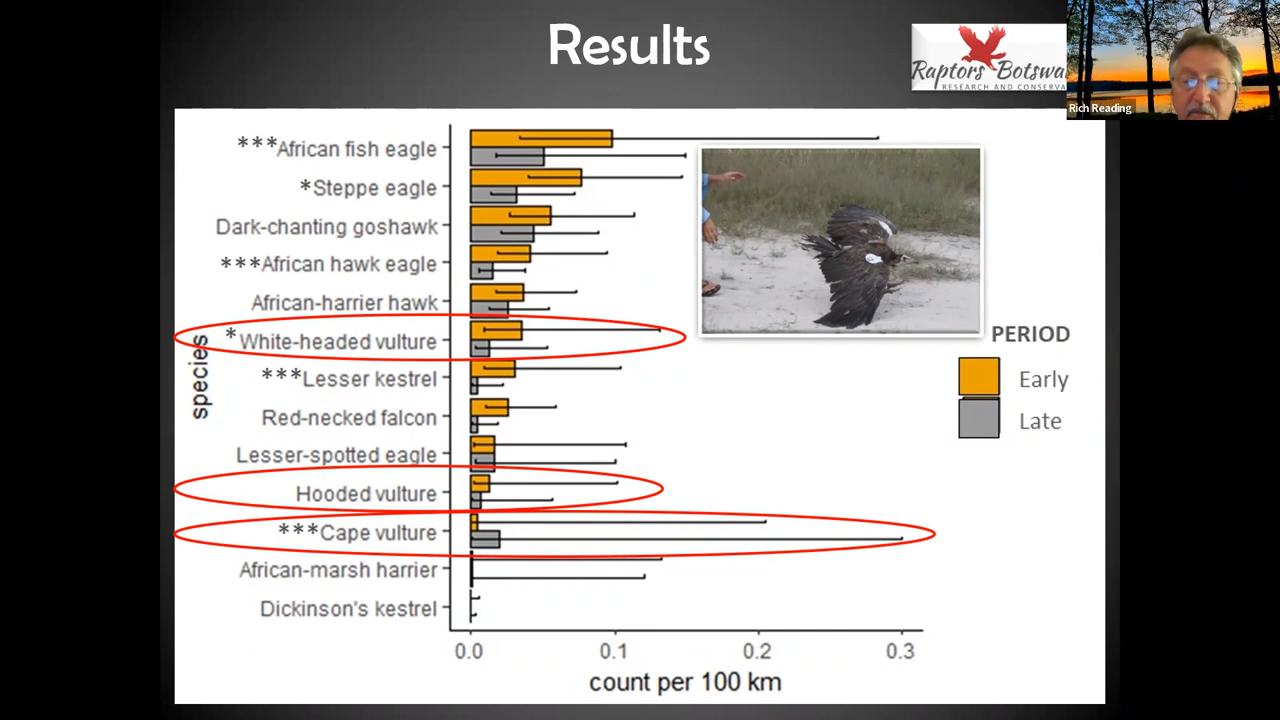 Results
Raptors Botswa
RESEARCH AND CONSERVA
Rich Reading
***African fish eagle
*Steppe eagle
Dark-chanting goshawk
***African hawk eagle
African-harrier hawk
*White-headed vulture
***Lesser kestrel
Red-necked falcon
Lesser-spotted eagle
Hooded vulture
***Cape vulture
African-marsh harrier
Dickinson's kestrel
species
0.0 0.1 0.2 0.3
count per 100 km
PERIOD
Early
Late